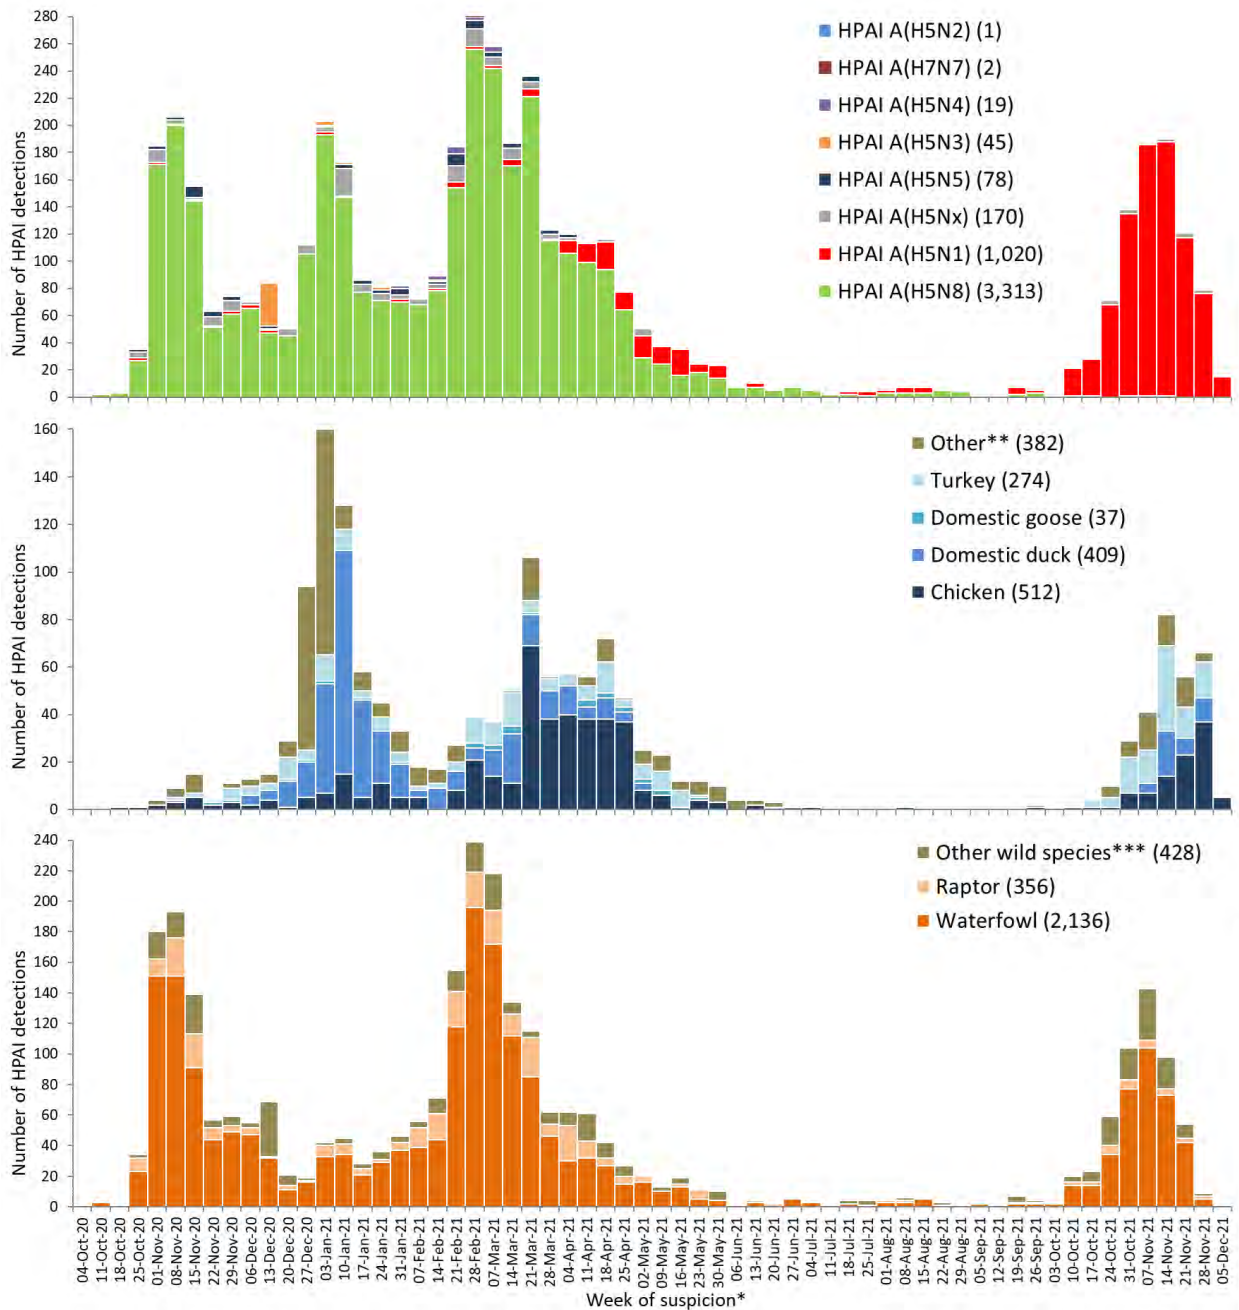 Number of HPAI detections
280
260
240
220
200
180
160
140
120
100
80
60
40
20
0
HPAI A(H5N2) (1)
HPAI A(H7N7) (2)
HPAI A(H5N4) (19)
HPAI A(H5N3) (45)
HPAI A(H5N5) (78)
HPAI A(H5Nx) (170)
HPAI A(H5N1) (1,020)
HPAI A(H5N8) (3,313)
Number of HPAI detections
160
140
120
100
80
60
40
20
0
Other** (382)
Turkey (274)
Domestic goose (37)
Domestic duck (409)
Chicken (512)
Number of HPAI detections
240
220
200
180
160
140
120
100
80
60
40
20
0
Other wild species*** (428)
Raptor (356)
Waterfowl (2,136)
04-Oct-20
11-Oct-20
18-Oct-20
25-Oct-20
01-Nov-20
08-Nov-20
15-Nov-20
22-Nov-20
29-Nov-20
06-Dec-20
13-Dec-20
20-Dec-20
27-Dec-20
03-Jan-21
10-Jan-21
17-Jan-21
24-Jan-21
31-Jan-21
07-Feb-21
14-Feb-21
21-Feb-21
28-Feb-21
07-Mar-21
14-Mar-21
21-Mar-21
28-Mar-21
04-Apr-21
11-Apr-21
18-Apr-21
25-Apr-21
02-May-21
09-May-21
16-May-21
23-May-21
30-May-21
06-Jun-21
13-Jun-21
20-Jun-21
27-Jun-21
04-Jul-21
11-Jul-21
18-Jul-21
25-Jul-21
01-Aug-21
08-Aug-21
15-Aug-21
22-Aug-21
29-Aug-21
05-Sep-21
12-Sep-21
19-Sep-21
26-Sep-21
03-Oct-21
10-Oct-21
17-Oct-21
24-Oct-21
31-Oct-21
07-Nov-21
14-Nov-21
21-Nov-21
28-Nov-21
05-Dec-21
Week of suspicion*